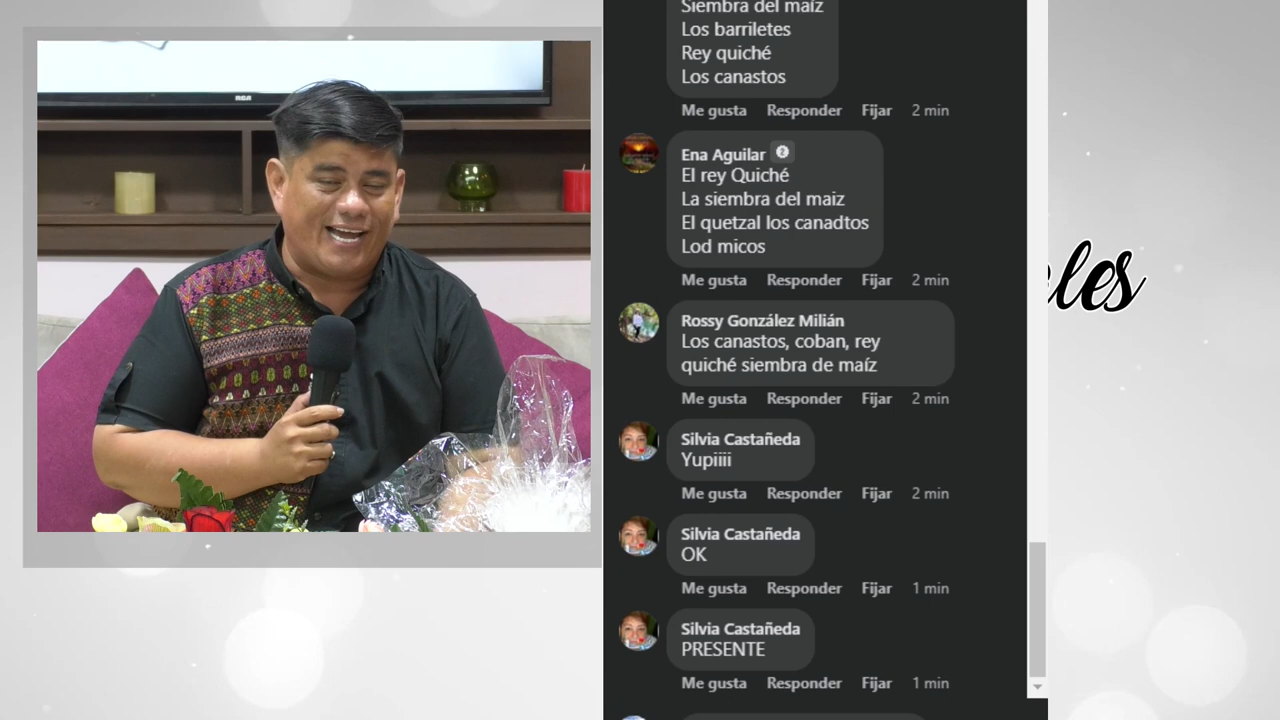 RCA
Siembra del maíz
Los barriletes
Rey quiché
Los canastos
Me gusta Responder Fijar 2 min
Ena Aguilar
El rey Quiché
La siembra del maiz
El quetzal los canadtos
Lod micos
Me gusta Responder Fijar 2 min
Rossy González Milián
Los canastos, coban, rey
quiché siembra de maíz
Me gusta Responder Fijar 2 min
Silvia Castañeda
Yupiiii
Me gusta Responder Fijar 2 min
Silvia Castañeda
OK
Me gusta Responder Fijar 1 min
Silvia Castañeda
PRESENTE
Me gusta Responder Fijar 1 min